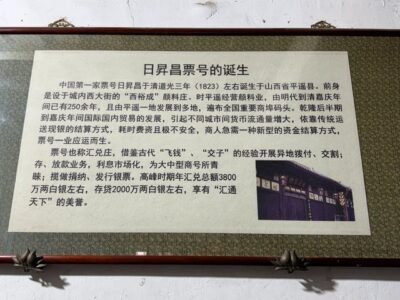 日昇昌票号的诞生
中国第一家票号日昇昌于清道光三年（1823）左右诞生于山西省平遥县。前身
是设于城内西大街的“西裕成”颜料庄、时平遥经营颜料业，由明代到清嘉庆年
间已有250余年，且由平遥一地发展到多地，遍布全国重要商埠码头。乾隆后半期
到嘉庆年间国际国内贸易的发展，引起不同城市间货币流通量增大，依靠传统运
送现银的结算方式，耗时费资且极不安全，商人急需一种新型的资金结算方式，
票号一业应运而生。
票号也称汇兑庄，借鉴古代“飞钱”、“交子”的经验开展异地拨付、交割；
存、放款业务，利息市场化，为大中型商号所青
睐；揽做捐纳、发行银票。高峰时期年汇兑总额3800
万两白银左右，存贷2000万两白银左右，享有“汇通
天下”的美誉。